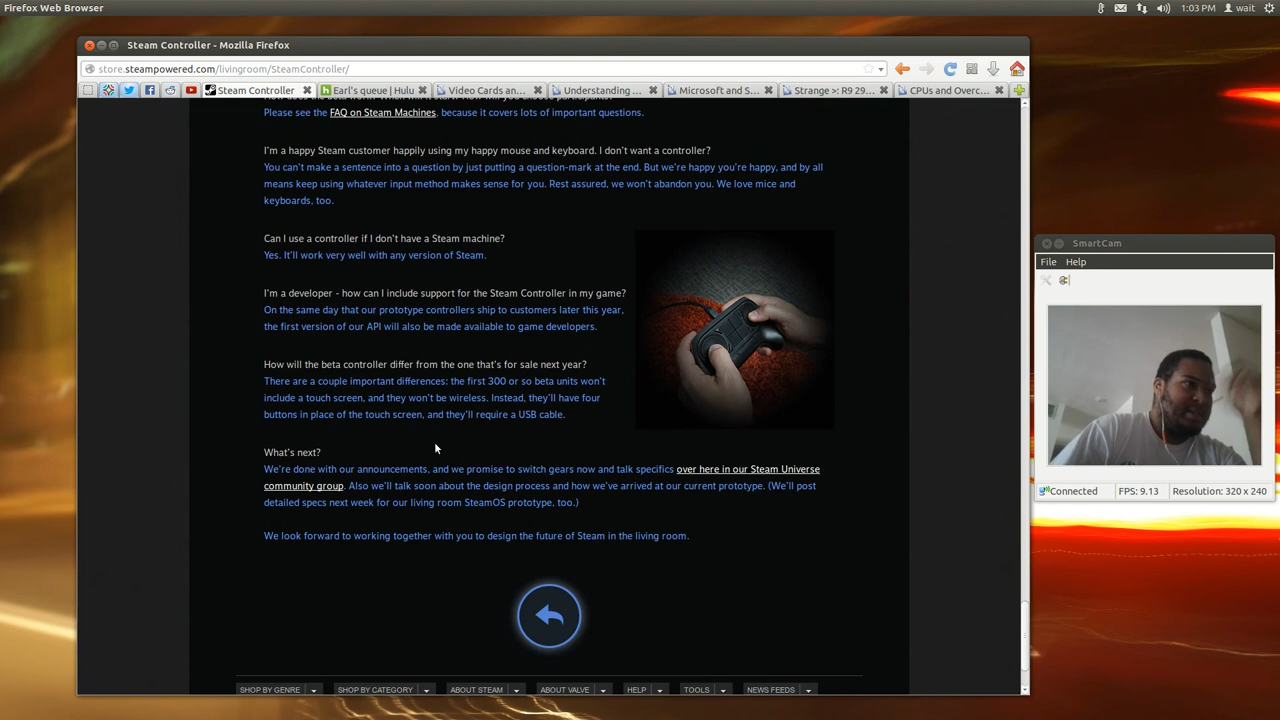 Firefox Web Browser
1:03 PM
wait
Steam Controller - Mozilla Firefox
store.steampowered.com/livingroom/SteamController/
Steam Controller
Earl's queue | Hulu
Video Cards an...
Understanding ...
Microsoft and S...
Strange >: R9 29...
CPUs and Overc...
Please see the FAQ on Steam Machines. because it covers lots of important questions.
I'm a happy Steam customer happily using my happy mouse and keyboard. I don't want a controller?
You can't make a sentence into a question by just putting a question-mark at the end. But we're happy you're happy, and by all
means keep using whatever input method makes sense for you. Rest assured, we won't abandon you. We love mice and
keyboards, too.
Can I use a controller if I don't have a Steam machine?
Yes. It'll work very well with any version of Steam.
I'm a developer - how can I include support for the Steam Controller in my game?
On the same day that our prototype controllers ship to customers later this year,
the first version of our API will also be made available to game developers.
How will the beta controller differ from the one that's for sale next year?
There are a couple important differences: the first 300 or so beta units won't
include a touch screen, and they won't be wireless. Instead, they'll have four
buttons in place of the touch screen, and they'll require a USB cable.
What's next?
We're done with our announcements, and we promise to switch gears now and talk specifics over here in our Steam Universe
community group. Also we'll talk soon about the design process and how we've arrived at our current prototype. (We'll post
detailed specs next week for our living room SteamOS prototype, too.)
We look forward to working together with you to design the future of Steam in the living room.
SHOP BY GENRE
SHOP BY CATEGORY
ABOUT STEAM
ABOUT VALVE
HELP
TOOLS
NEWS FEEDS
SmartCam
File Help
Connected
FPS: 9.13
Resolution: 320 x 240